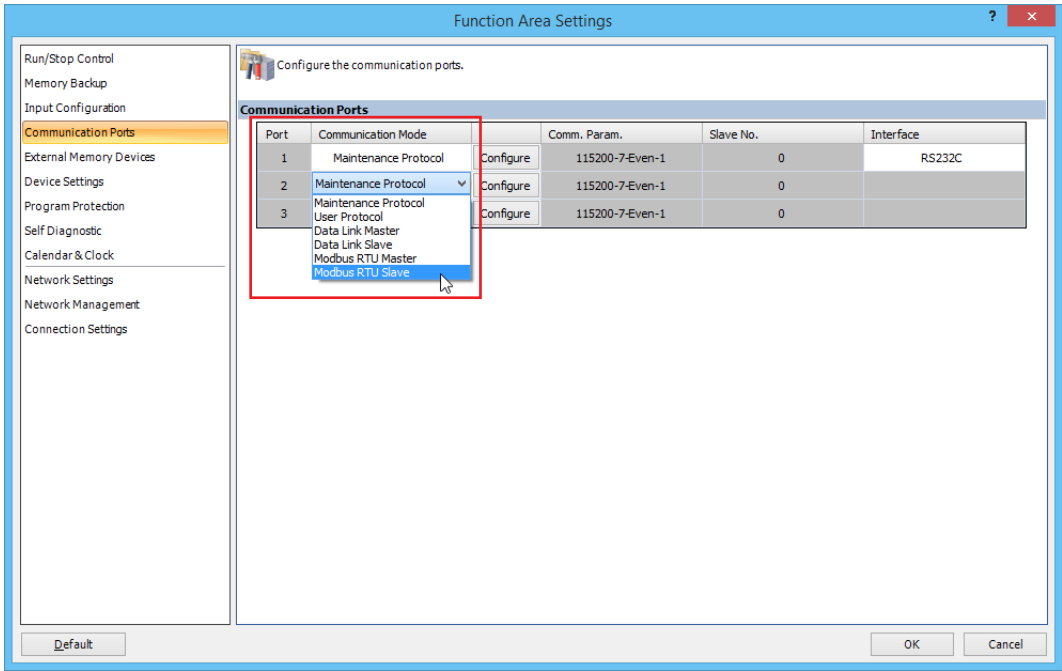 Function Area Settings
?
Run/Stop Control
Memory Backup
Input Configuration
Communication Ports
External Memory Devices
Device Settings
Program Protection
Self Diagnostic
Calendar & Clock
Network Settings
Network Management
Connection Settings
Configure the communication ports.
Communication Ports
Port Communication Mode Comm. Param. Slave No. Interface
1 Maintenance Protocol Configure 115200-7-Even-1 0 RS232C
2 Maintenance Protocol Configure 115200-7-Even-1 0
3 Configure 115200-7-Even-1 0
Maintenance Protocol
User Protocol
Data Link Master
Data Link Slave
Modbus RTU Master
Modbus RTU Slave
Default OK Cancel